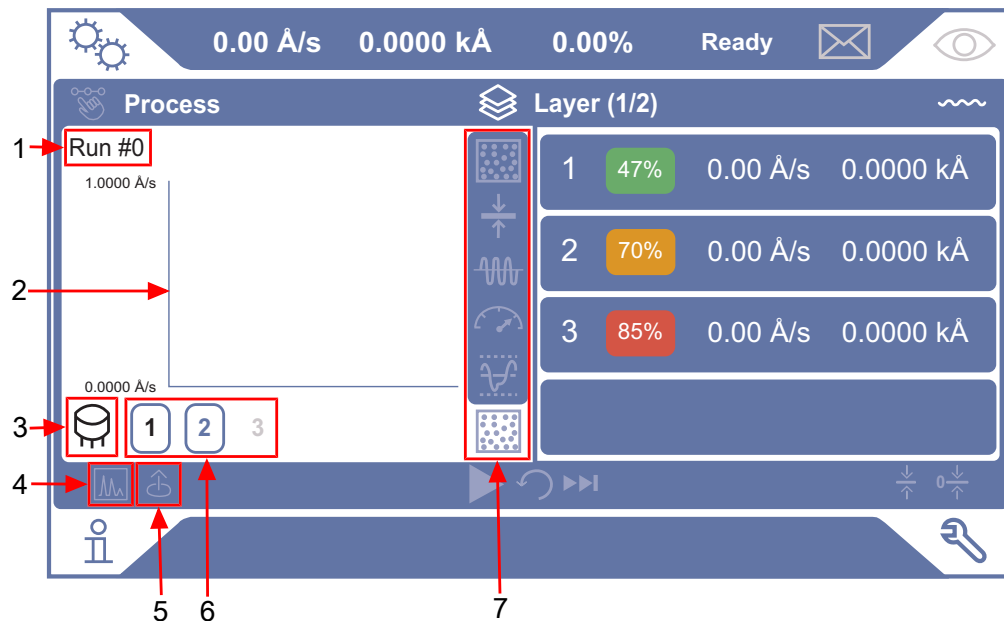 0.00 Å/s 0.0000 kÅ 0.00% Ready
Process Layer (1/2)
1
Run #0
1.0000 Å/s
2
0.0000 Å/s
3
1 2 3
4
5
6
7
1 47% 0.00 Å/s 0.0000 kÅ
2 70% 0.00 Å/s 0.0000 kÅ
3 85% 0.00 Å/s 0.0000 kÅ
0